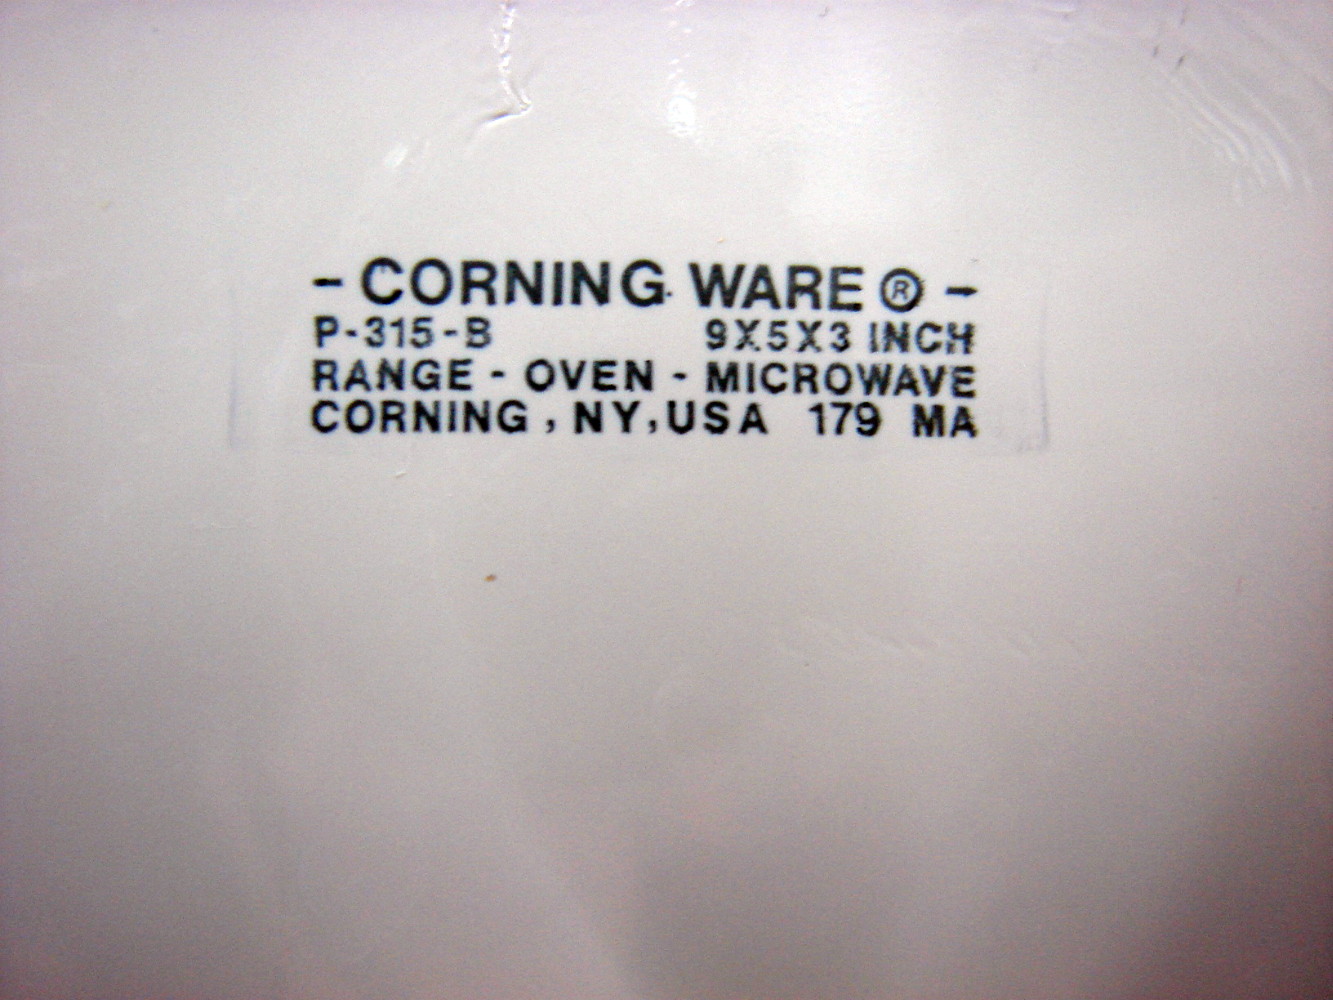 - CORNING WARE ® -
P-315-B 9X5X3 INCH
RANGE - OVEN - MICROWAVE
CORNING, NY, USA 179 MA